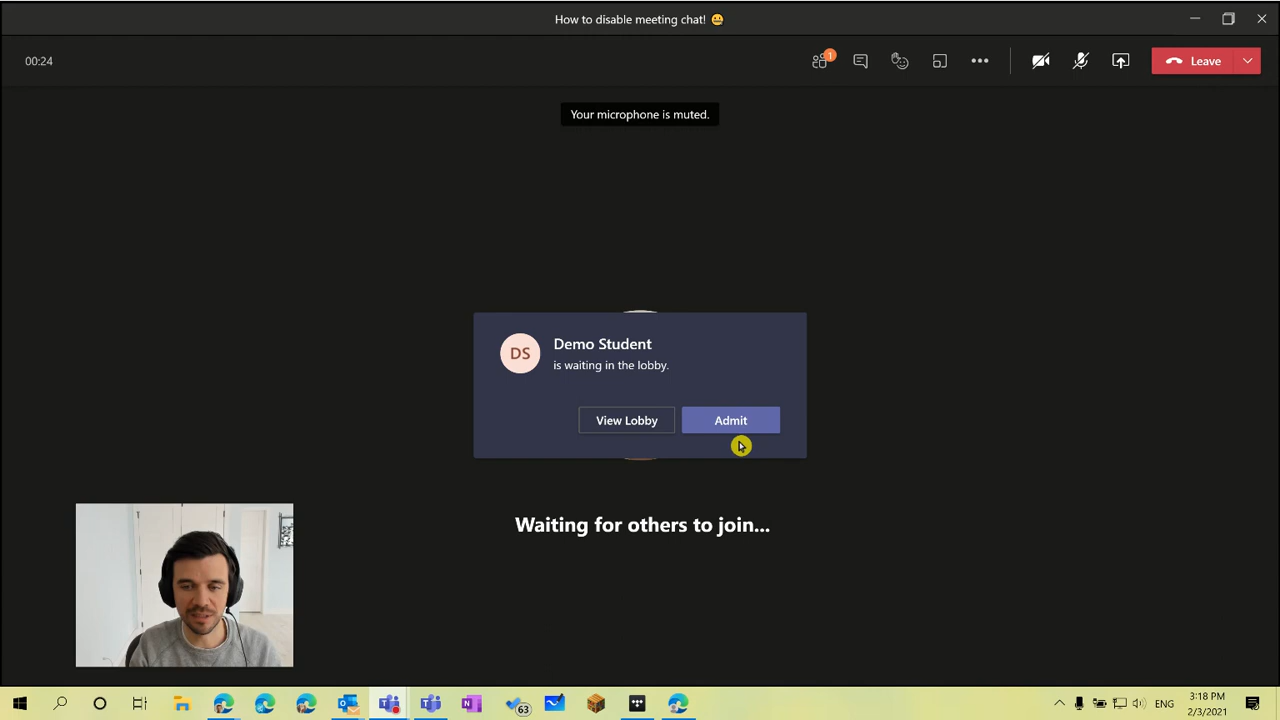 How to disable meeting chat! 🤐
00:24
1
Leave
Your microphone is muted.
DS
Demo Student
is waiting in the lobby.
View Lobby
Admit
Waiting for others to join...
N
63
ENG
3:18 PM
2/3/2021